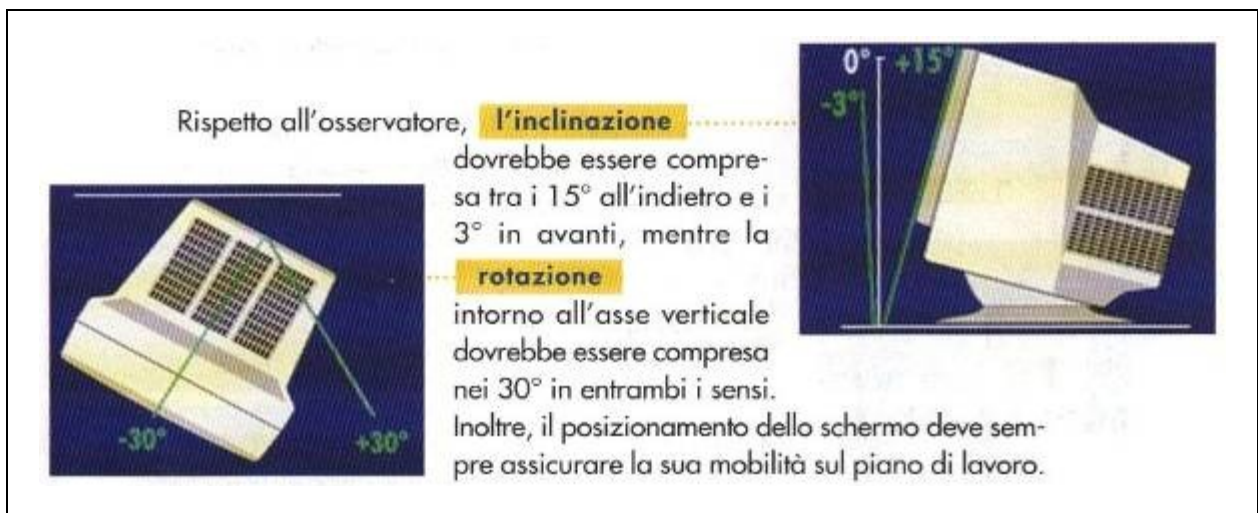 Rispetto all'osservatore, l'inclinazione
dovrebbe essere compre-
sa tra i 15° all'indietro e i
3° in avanti, mentre la
rotazione
intorno all'asse verticale
dovrebbe essere compresa
nei 30° in entrambi i sensi.
Inoltre, il posizionamento dello schermo deve sem-
pre assicurare la sua mobilità sul piano di lavoro.
0° +15°
-3°
-30° +30°